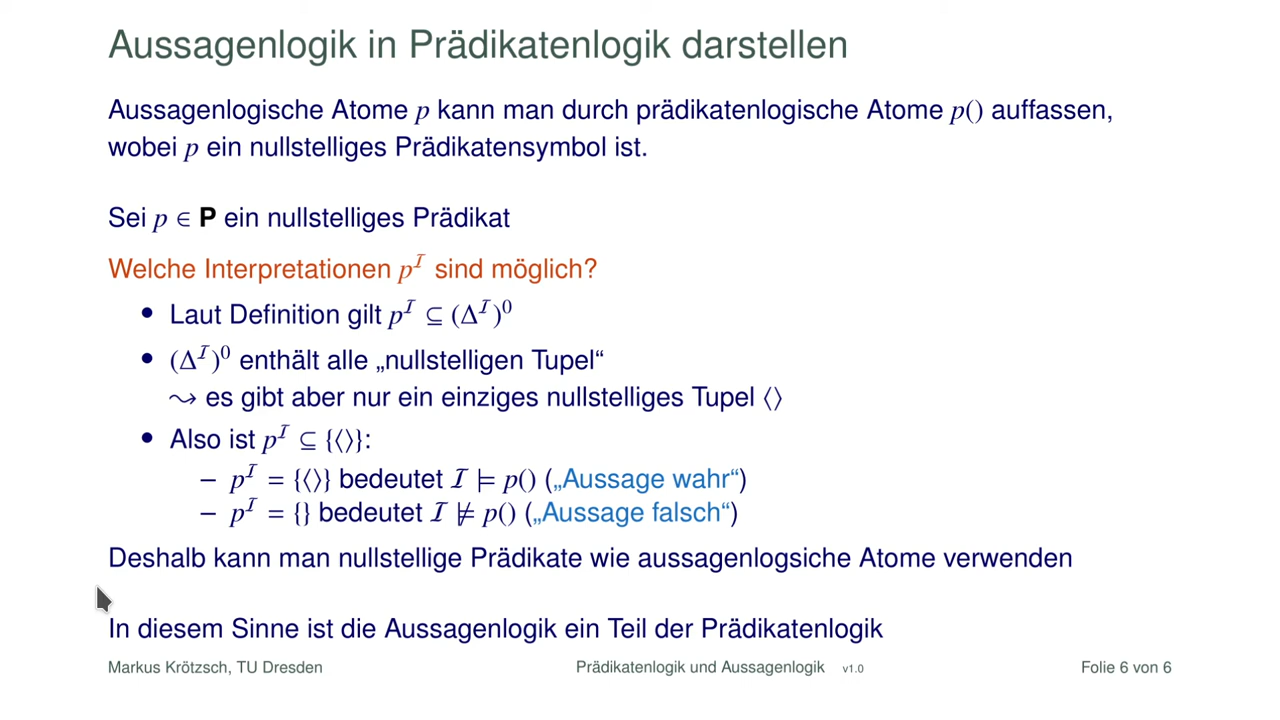 Aussagenlogik in Prädikatenlogik darstellen
Aussagenlogische Atome p kann man durch prädikatenlogische Atome p() auffassen,
wobei p ein nullstelliges Prädikatensymbol ist.
Sei p ∈ P ein nullstelliges Prädikat
Welche Interpretationen p^I sind möglich?
• Laut Definition gilt p^I ⊆ (Δ^I)^0
• (Δ^I)^0 enthält alle „nullstelligen Tupel“
⇝ es gibt aber nur ein einziges nullstelliges Tupel ⟨⟩
• Also ist p^I ⊆ {⟨⟩}:
– p^I = {⟨⟩} bedeutet I ⊨ p() („Aussage wahr“)
– p^I = {} bedeutet I ⊭ p() („Aussage falsch“)
Deshalb kann man nullstellige Prädikate wie aussagenlogsiche Atome verwenden
In diesem Sinne ist die Aussagenlogik ein Teil der Prädikatenlogik
Markus Krötzsch, TU Dresden Prädikatenlogik und Aussagenlogik v1.0 Folie 6 von 6